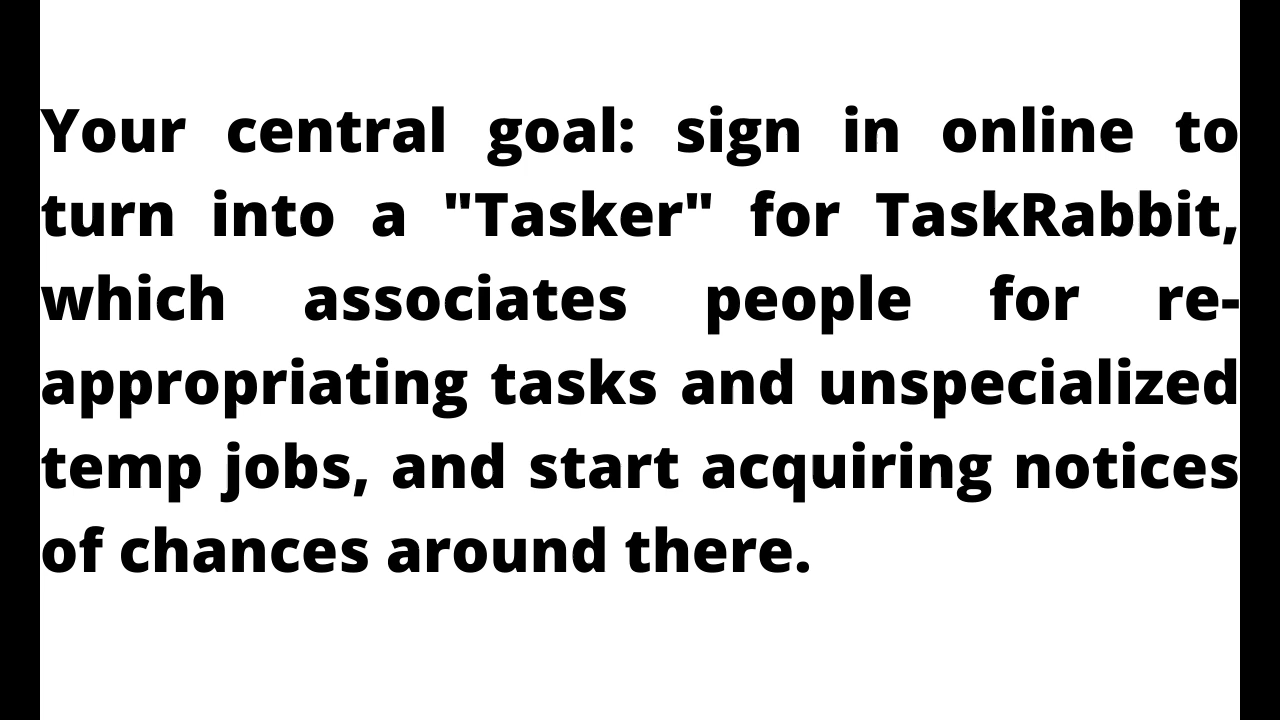 Your central goal: sign in online to
turn into a "Tasker" for TaskRabbit,
which associates people for re-
appropriating tasks and unspecialized
temp jobs, and start acquiring notices
of chances around there.